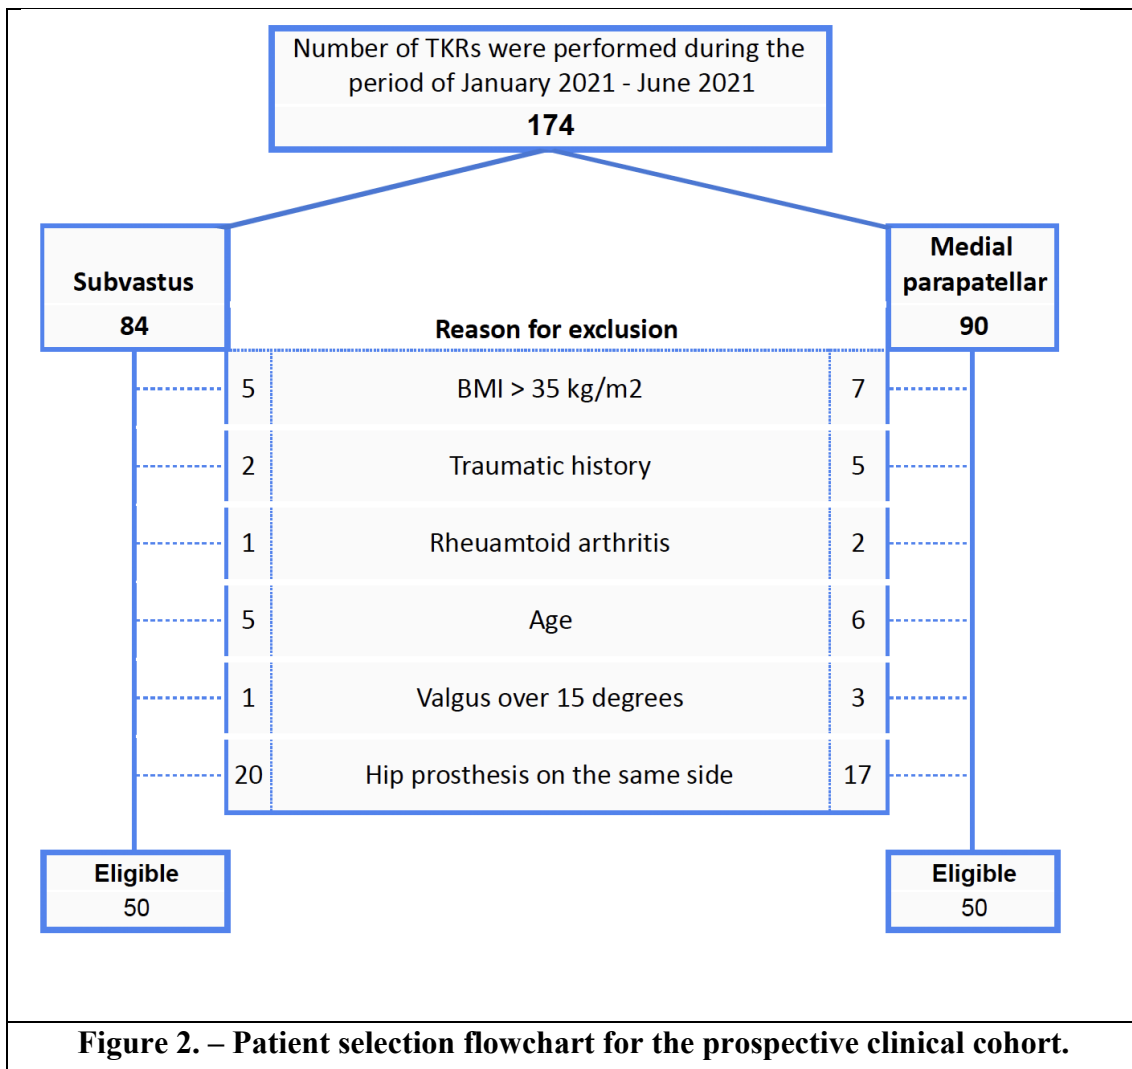 Number of TKRs were performed during the
period of January 2021 - June 2021
174
Subvastus
84
Medial
parapatellar
90
Reason for exclusion
5 BMI > 35 kg/m2 7
2 Traumatic history 5
1 Rheuamtoid arthritis 2
5 Age 6
1 Valgus over 15 degrees 3
20 Hip prosthesis on the same side 17
Eligible
50
Eligible
50
Figure 2. – Patient selection flowchart for the prospective clinical cohort.